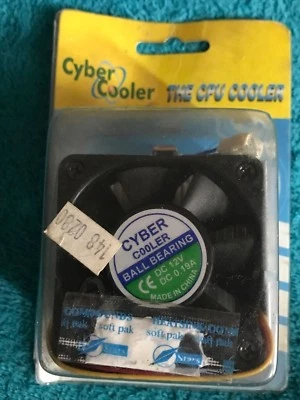 Cyber
Cooler
THE CPU COOLER
148 0280
CYBER
COOLER
BALL BEARING
CE DC 12V
DC 0.19A
MADE IN CHINA
soft pak
soft pak